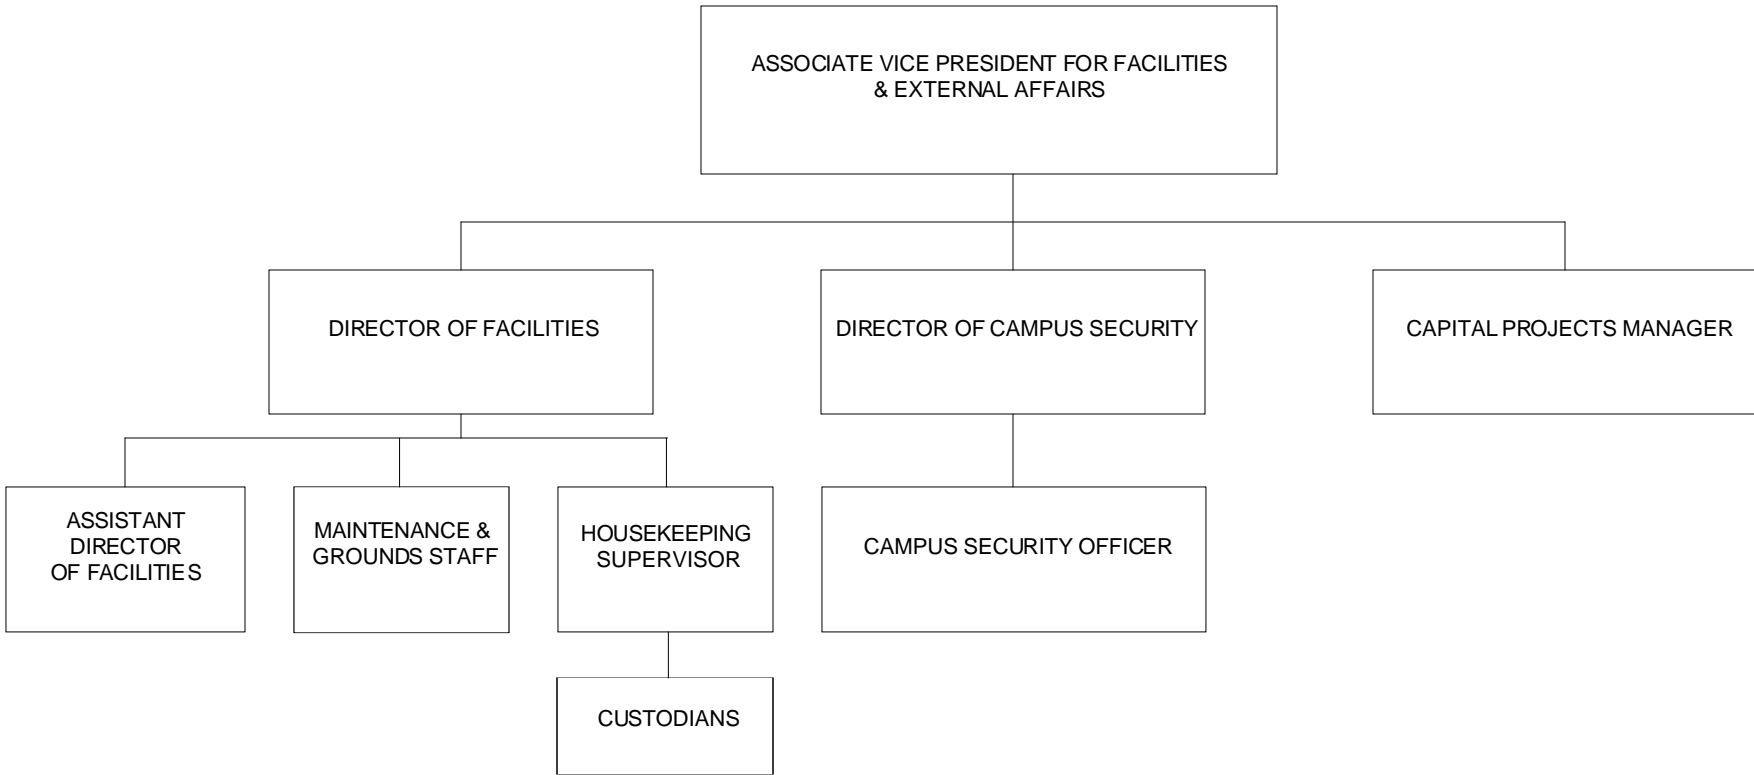 ASSOCIATE VICE PRESIDENT FOR FACILITIES
& EXTERNAL AFFAIRS
DIRECTOR OF FACILITIES
DIRECTOR OF CAMPUS SECURITY
CAPITAL PROJECTS MANAGER
ASSISTANT
DIRECTOR
OF FACILITIES
MAINTENANCE &
GROUNDS STAFF
HOUSEKEEPING
SUPERVISOR
CAMPUS SECURITY OFFICER
CUSTODIANS